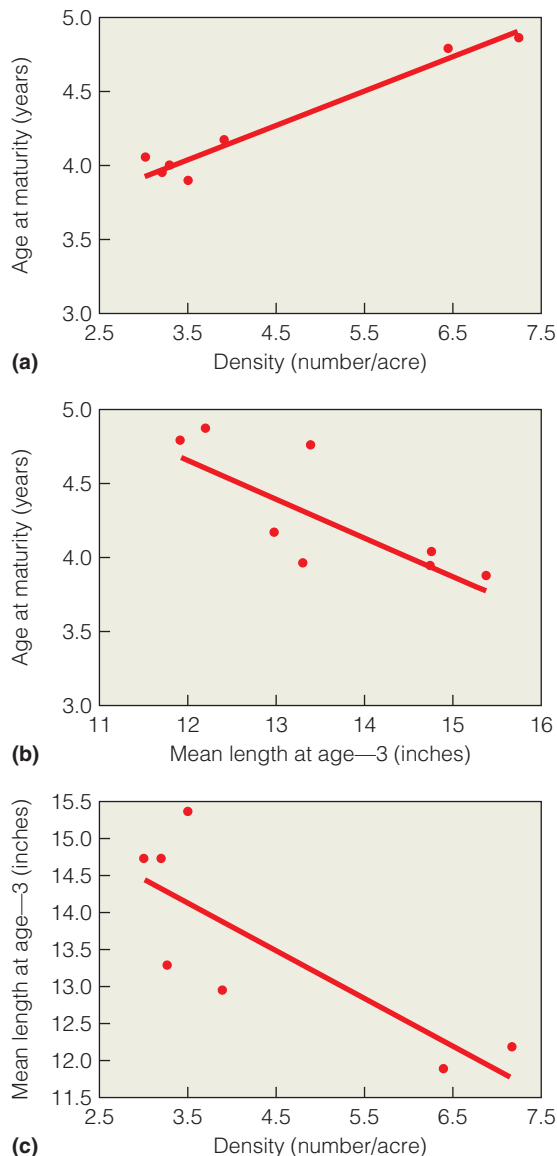 Age at maturity (years)
5.0
4.5
4.0
3.5
3.0
2.5 3.5 4.5 5.5 6.5 7.5
(a) Density (number/acre)
Age at maturity (years)
5.0
4.5
4.0
3.5
3.0
11 12 13 14 15 16
(b) Mean length at age—3 (inches)
Mean length at age—3 (inches)
15.5
15.0
14.5
14.0
13.5
13.0
12.5
12.0
11.5
2.5 3.5 4.5 5.5 6.5 7.5
(c) Density (number/acre)